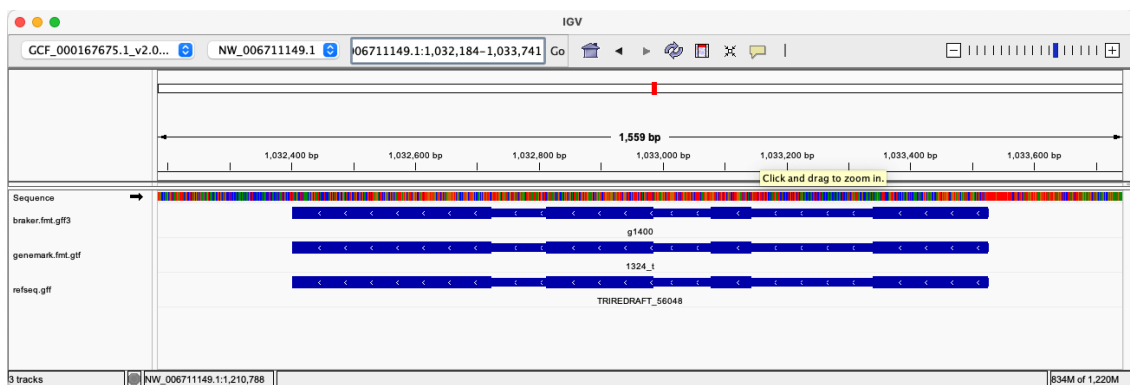 IGV
GCF_000167675.1_v2.0... NW_006711149.1 )06711149.1:1,032,184-1,033,741 Go
1,559 bp
1,032,400 bp 1,032,600 bp 1,032,800 bp 1,033,000 bp 1,033,200 bp 1,033,400 bp 1,033,600 bp
Click and drag to zoom in.
Sequence
braker.fmt.gff3
g1400
genemark.fmt.gtf
1324_t
refseq.gff
TRIREDRAFT_56048
3 tracks NW_006711149.1:1,210,788 834M of 1,220M